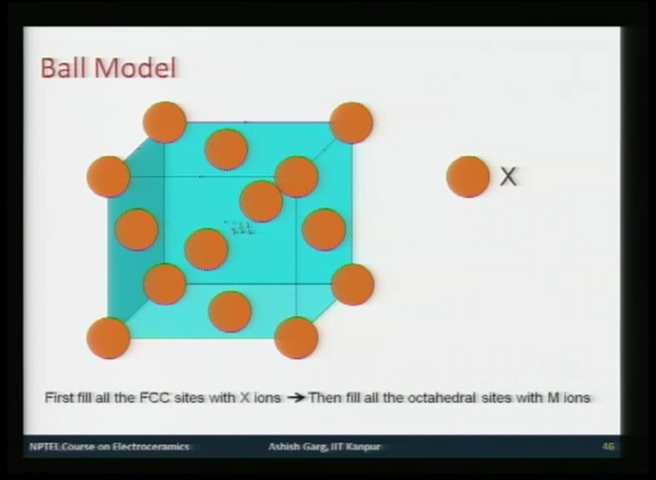 Ball Model
X
First fill all the FCC sites with X ions → Then fill all the octahedral sites with M ions
NPTEL Course on Electroceramics Ashish Garg, IIT Kanpur 46